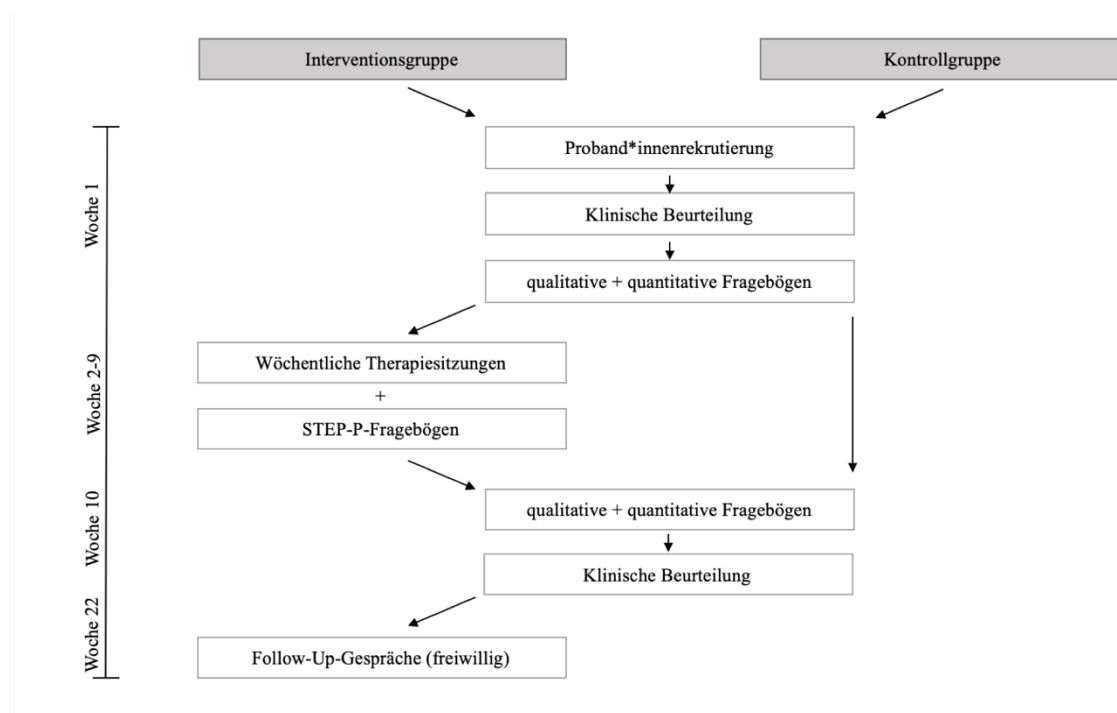 Interventionsgruppe
Kontrollgruppe
Woche 1
Proband*innenrekrutierung
Klinische Beurteilung
qualitative + quantitative Fragebögen
Woche 2-9
Wöchentliche Therapiesitzungen
+
STEP-P-Fragebögen
Woche 10
qualitative + quantitative Fragebögen
Klinische Beurteilung
Woche 22
Follow-Up-Gespräche (freiwillig)